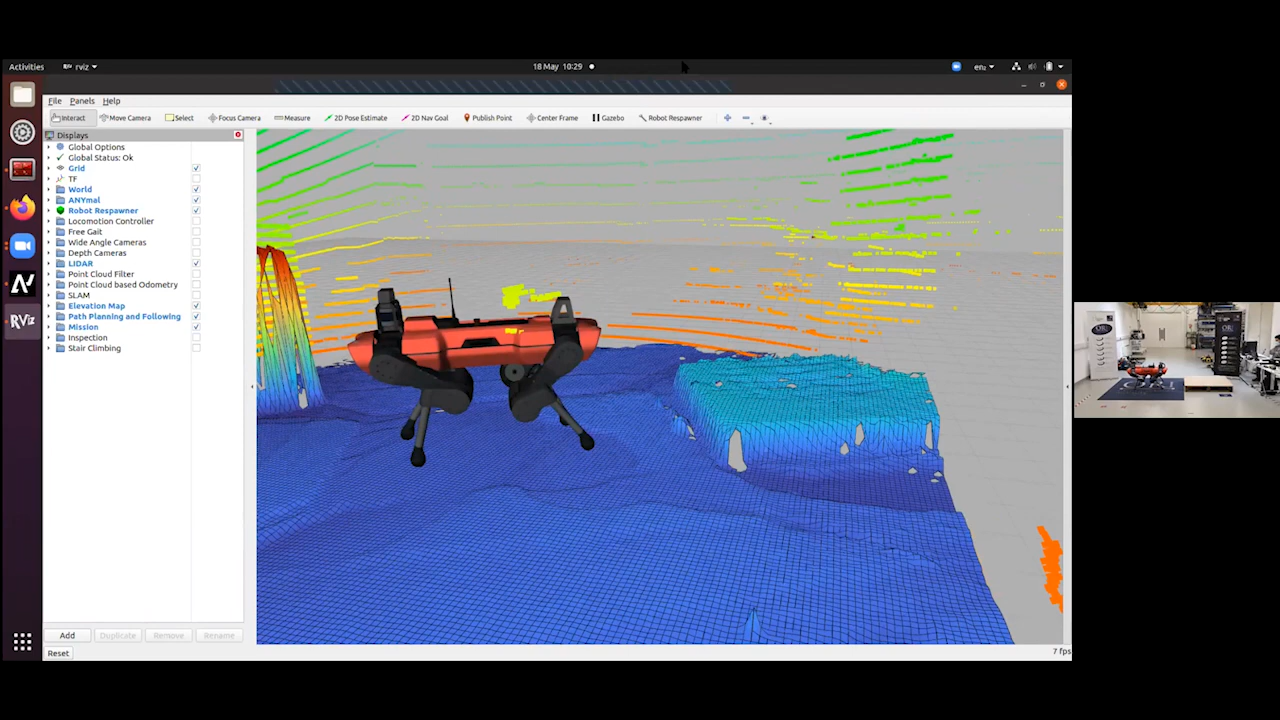 Activities
rviz
18 May 10:29
en₂
File Panels Help
Interact Move Camera Select Focus Camera Measure 2D Pose Estimate 2D Nav Goal Publish Point Center Frame Gazebo Robot Respawner
Displays
Global Options
Global Status: Ok
Grid
TF
World
ANYmal
Robot Respawner
Locomotion Controller
Free Gait
Wide Angle Cameras
Depth Cameras
LIDAR
Point Cloud Filter
Point Cloud based Odometry
SLAM
Elevation Map
Path Planning and Following
Mission
Inspection
Stair Climbing
RViz
Add Duplicate Remove Rename
Reset
7 fps